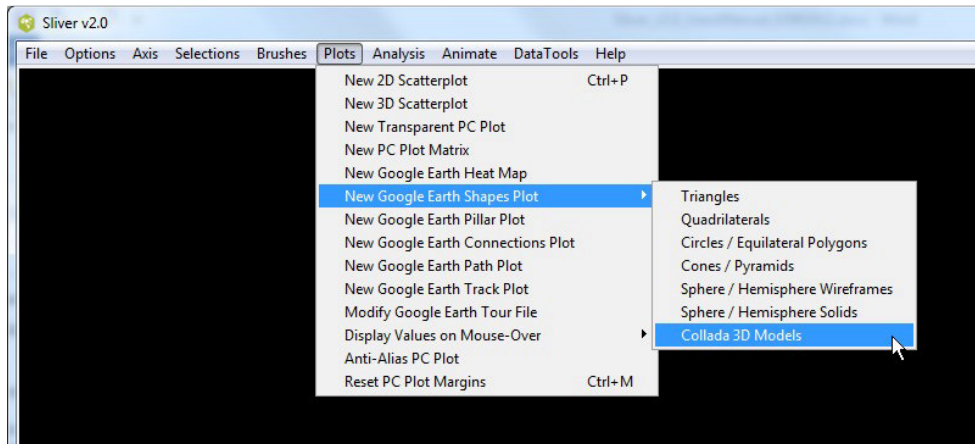 Sliver v2.0
File Options Axis Selections Brushes Plots Analysis Animate DataTools Help
New 2D Scatterplot Ctrl+P
New 3D Scatterplot
New Transparent PC Plot
New PC Plot Matrix
New Google Earth Heat Map
New Google Earth Shapes Plot
New Google Earth Pillar Plot
New Google Earth Connections Plot
New Google Earth Path Plot
New Google Earth Track Plot
Modify Google Earth Tour File
Display Values on Mouse-Over
Anti-Alias PC Plot
Reset PC Plot Margins Ctrl+M
Triangles
Quadrilaterals
Circles / Equilateral Polygons
Cones / Pyramids
Sphere / Hemisphere Wireframes
Sphere / Hemisphere Solids
Collada 3D Models